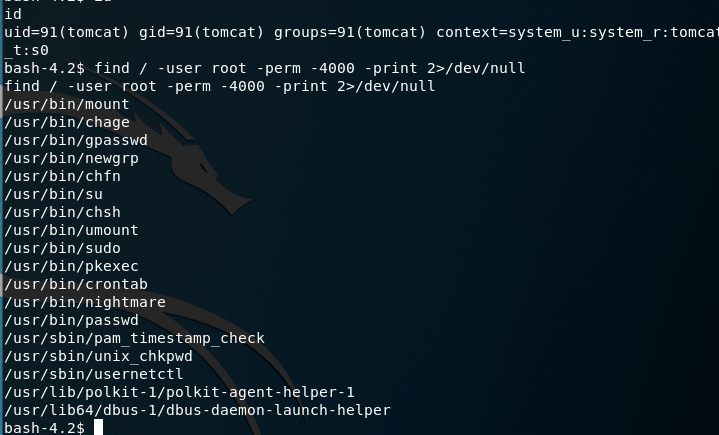 bash-4.2$ id
id
uid=91(tomcat) gid=91(tomcat) groups=91(tomcat) context=system_u:system_r:tomcat
_t:s0
bash-4.2$ find / -user root -perm -4000 -print 2>/dev/null
find / -user root -perm -4000 -print 2>/dev/null
/usr/bin/mount
/usr/bin/chage
/usr/bin/gpasswd
/usr/bin/newgrp
/usr/bin/chfn
/usr/bin/su
/usr/bin/chsh
/usr/bin/umount
/usr/bin/sudo
/usr/bin/pkexec
/usr/bin/crontab
/usr/bin/nightmare
/usr/bin/passwd
/usr/sbin/pam_timestamp_check
/usr/sbin/unix_chkpwd
/usr/sbin/usernetctl
/usr/lib/polkit-1/polkit-agent-helper-1
/usr/lib64/dbus-1/dbus-daemon-launch-helper
bash-4.2$